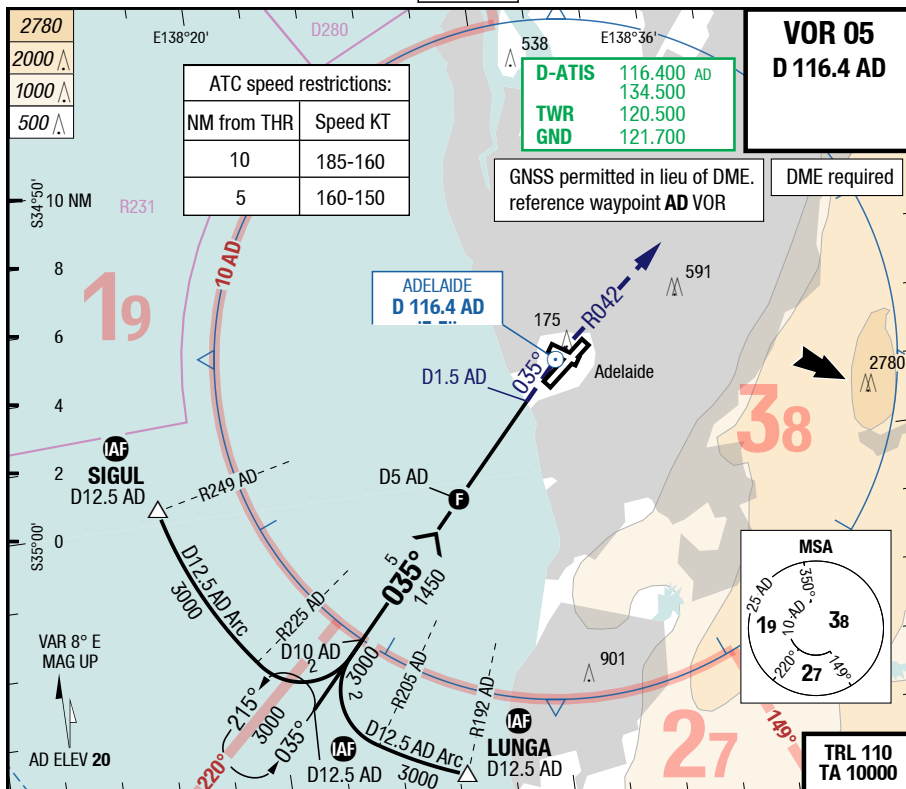 2780
2000
1000
500
E138°20'
D280
538
E138°36'
VOR 05
D 116.4 AD
ATC speed restrictions:
NM from THR Speed KT
10 185-160
5 160-150
D-ATIS 116.400 AD
134.500
TWR 120.500
GND 121.700
GNSS permitted in lieu of DME.
reference waypoint AD VOR
DME required
S34°50'
10 NM
R231
10 AD
8
19
591
ADELAIDE
D 116.4 AD
R042
175
6
035°
Adelaide
D1.5 AD
2780
4
38
IAF
SIGUL
D12.5 AD
R249 AD
2
D5 AD
F
0
S35°00'
5
035°
1450
D12.5 AD Arc
3000
R225 AD
D10 AD
2
3000
2
R205 AD
R192 AD
901
MSA
25 AD
350°
10 AD
19
38
220°
149°
27
VAR 8° E
MAG UP
215°
3000
035°
220°
IAF
D12.5 AD
D12.5 AD Arc
3000
IAF
LUNGA
D12.5 AD
27
149°
AD ELEV 20
TRL 110
TA 10000